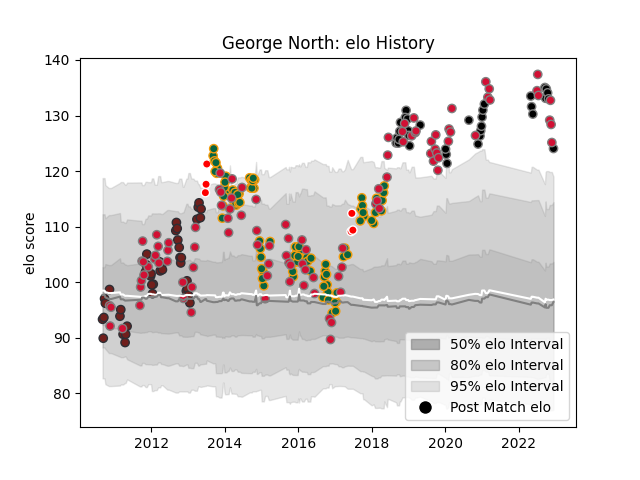 George North: elo History
140
130
120
110
100
90
80
elo score
2012
2014
2016
2018
2020
2022
50% elo Interval
80% elo Interval
95% elo Interval
Post Match elo